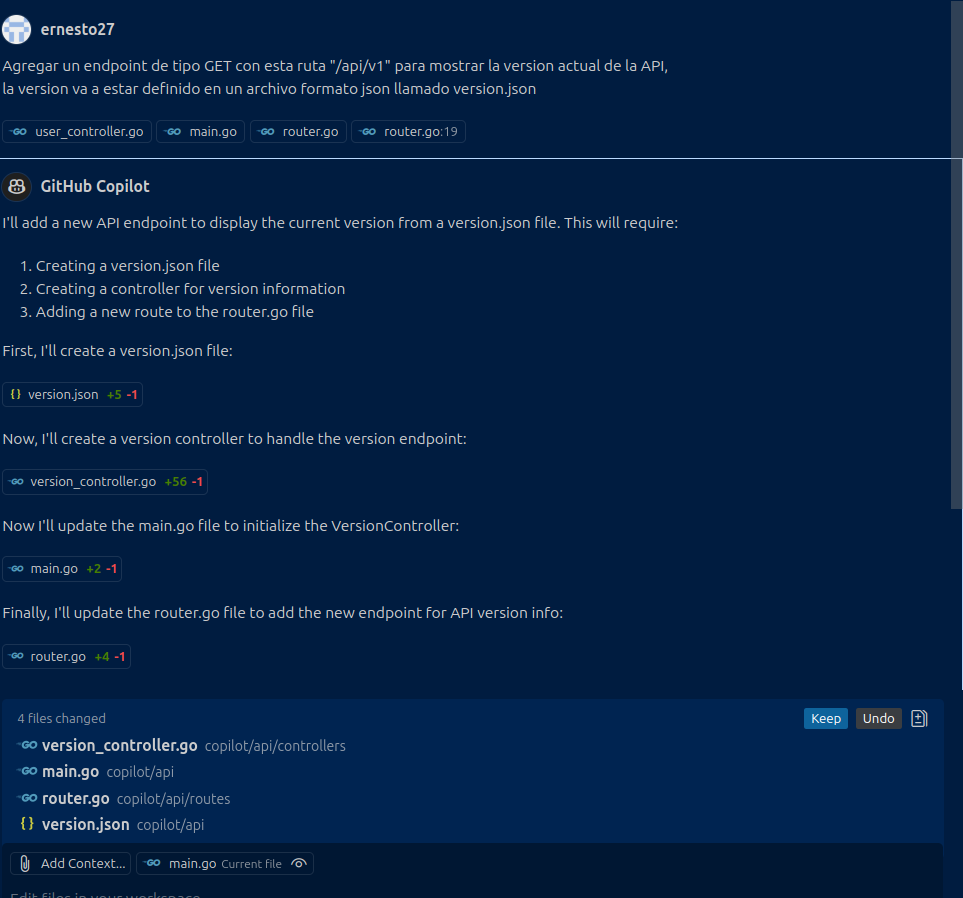 ernesto27
Agregar un endpoint de tipo GET con esta ruta "/api/v1" para mostrar la version actual de la API,
la version va a estar definido en un archivo formato json llamado version.json
GO user_controller.go GO main.go GO router.go GO router.go:19
GitHub Copilot
I'll add a new API endpoint to display the current version from a version.json file. This will require:
1. Creating a version.json file
2. Creating a controller for version information
3. Adding a new route to the router.go file
First, I'll create a version.json file:
{} version.json +5 -1
Now, I'll create a version controller to handle the version endpoint:
GO version_controller.go +56 -1
Now I'll update the main.go file to initialize the VersionController:
GO main.go +2 -1
Finally, I'll update the router.go file to add the new endpoint for API version info:
GO router.go +4 -1
4 files changed Keep Undo
GO version_controller.go copilot/api/controllers
GO main.go copilot/api
GO router.go copilot/api/routes
{} version.json copilot/api
Add Context... GO main.go Current file
Edit files in your workspace